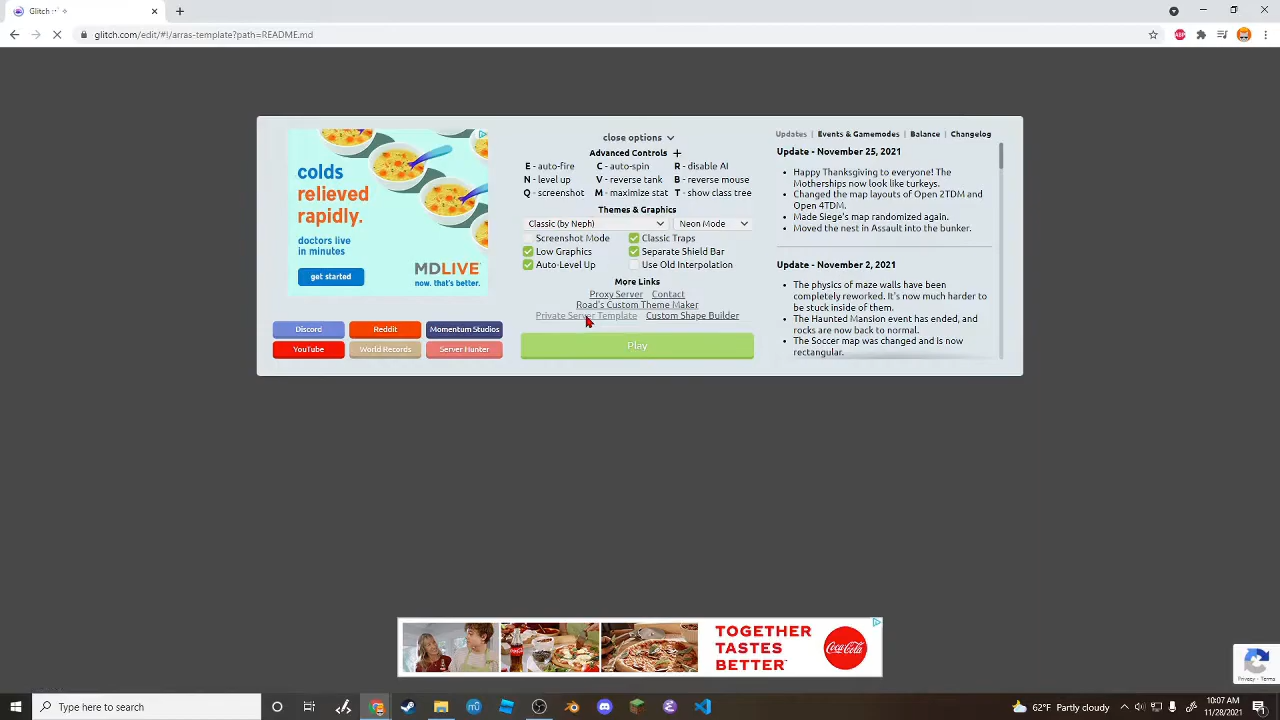 Glitch :·ﾟ✧
glitch.com/edit/#!/arras-template?path=README.md
ABP
colds
relieved
rapidly.
doctors live
in minutes
get started
MDLIVE
now. that's better.
Discord
Reddit
Momentum Studios
YouTube
World Records
Server Hunter
close options
Advanced Controls +
E - auto-fire
C - auto-spin
R - disable AI
N - level up
V - reverse tank
B - reverse mouse
Q - screenshot
M - maximize stat
T - show class tree
Themes & Graphics
Classic (by Neph)
Neon Mode
Screenshot Mode
Classic Traps
Low Graphics
Separate Shield Bar
Auto-Level Up
Use Old Interpolation
More Links
Proxy Server
Contact
Road's Custom Theme Maker
Private Server Template
Custom Shape Builder
Play
Updates | Events & Gamemodes | Balance | Changelog
Update - November 25, 2021
• Happy Thanksgiving to everyone! The
Motherships now look like turkeys.
• Changed the map layouts of Open 2TDM and
Open 4TDM.
• Made Siege's map randomized again.
• Moved the nest in Assault into the bunker.
Update - November 2, 2021
• The physics of maze walls have been
completely reworked. It's now much harder to
be stuck inside of them.
• The Haunted Mansion event has ended, and
rocks are now back to normal.
• The Soccer map was changed and is now
rectangular.
TOGETHER
TASTES
BETTER
Coca-Cola
Privacy - Terms
Type here to search
62°F Partly cloudy
10:07 AM
11/28/2021